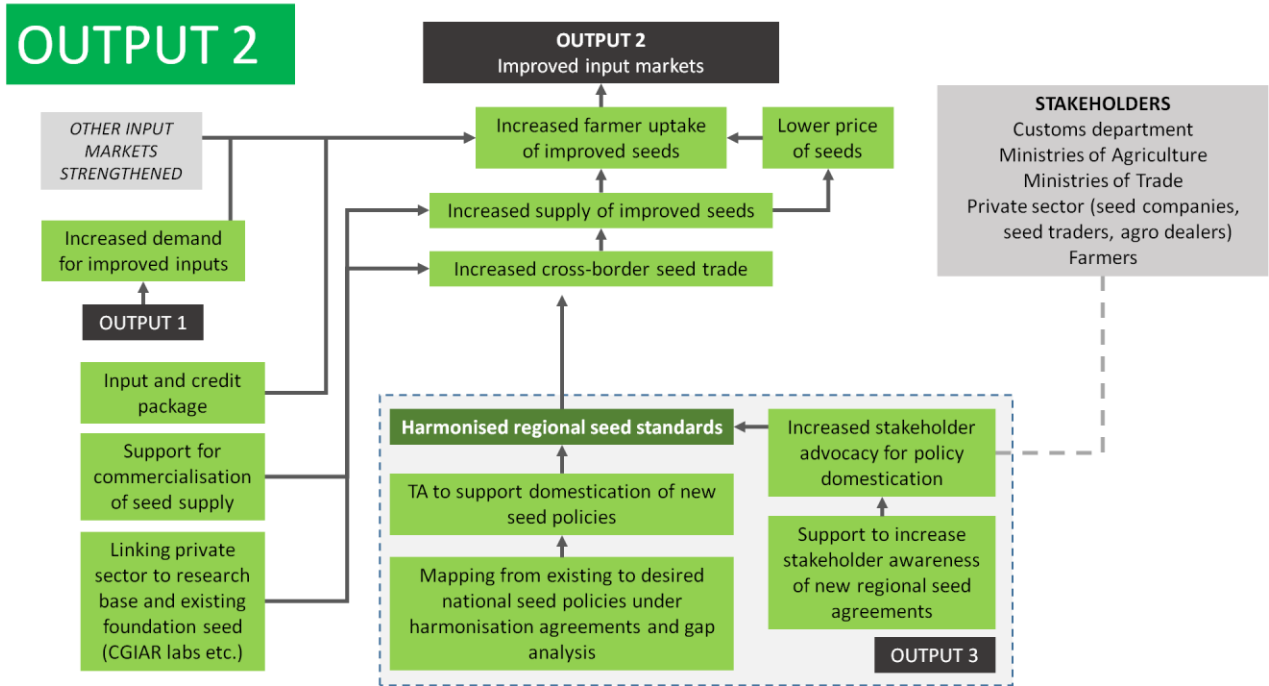 OUTPUT 2
OUTPUT 2
Improved input markets
OTHER INPUT
MARKETS
STRENGTHENED
Increased farmer uptake
of improved seeds
Lower price
of seeds
STAKEHOLDERS
Customs department
Ministries of Agriculture
Ministries of Trade
Private sector (seed companies,
seed traders, agro dealers)
Farmers
Increased supply of improved seeds
Increased demand
for improved inputs
Increased cross-border seed trade
OUTPUT 1
Input and credit
package
Support for
commercialisation
of seed supply
Linking private
sector to research
base and existing
foundation seed
(CGIAR labs etc.)
Harmonised regional seed standards
Increased stakeholder
advocacy for policy
domestication
TA to support domestication of new
seed policies
Support to increase
stakeholder awareness
of new regional seed
agreements
Mapping from existing to desired
national seed policies under
harmonisation agreements and gap
analysis
OUTPUT 3